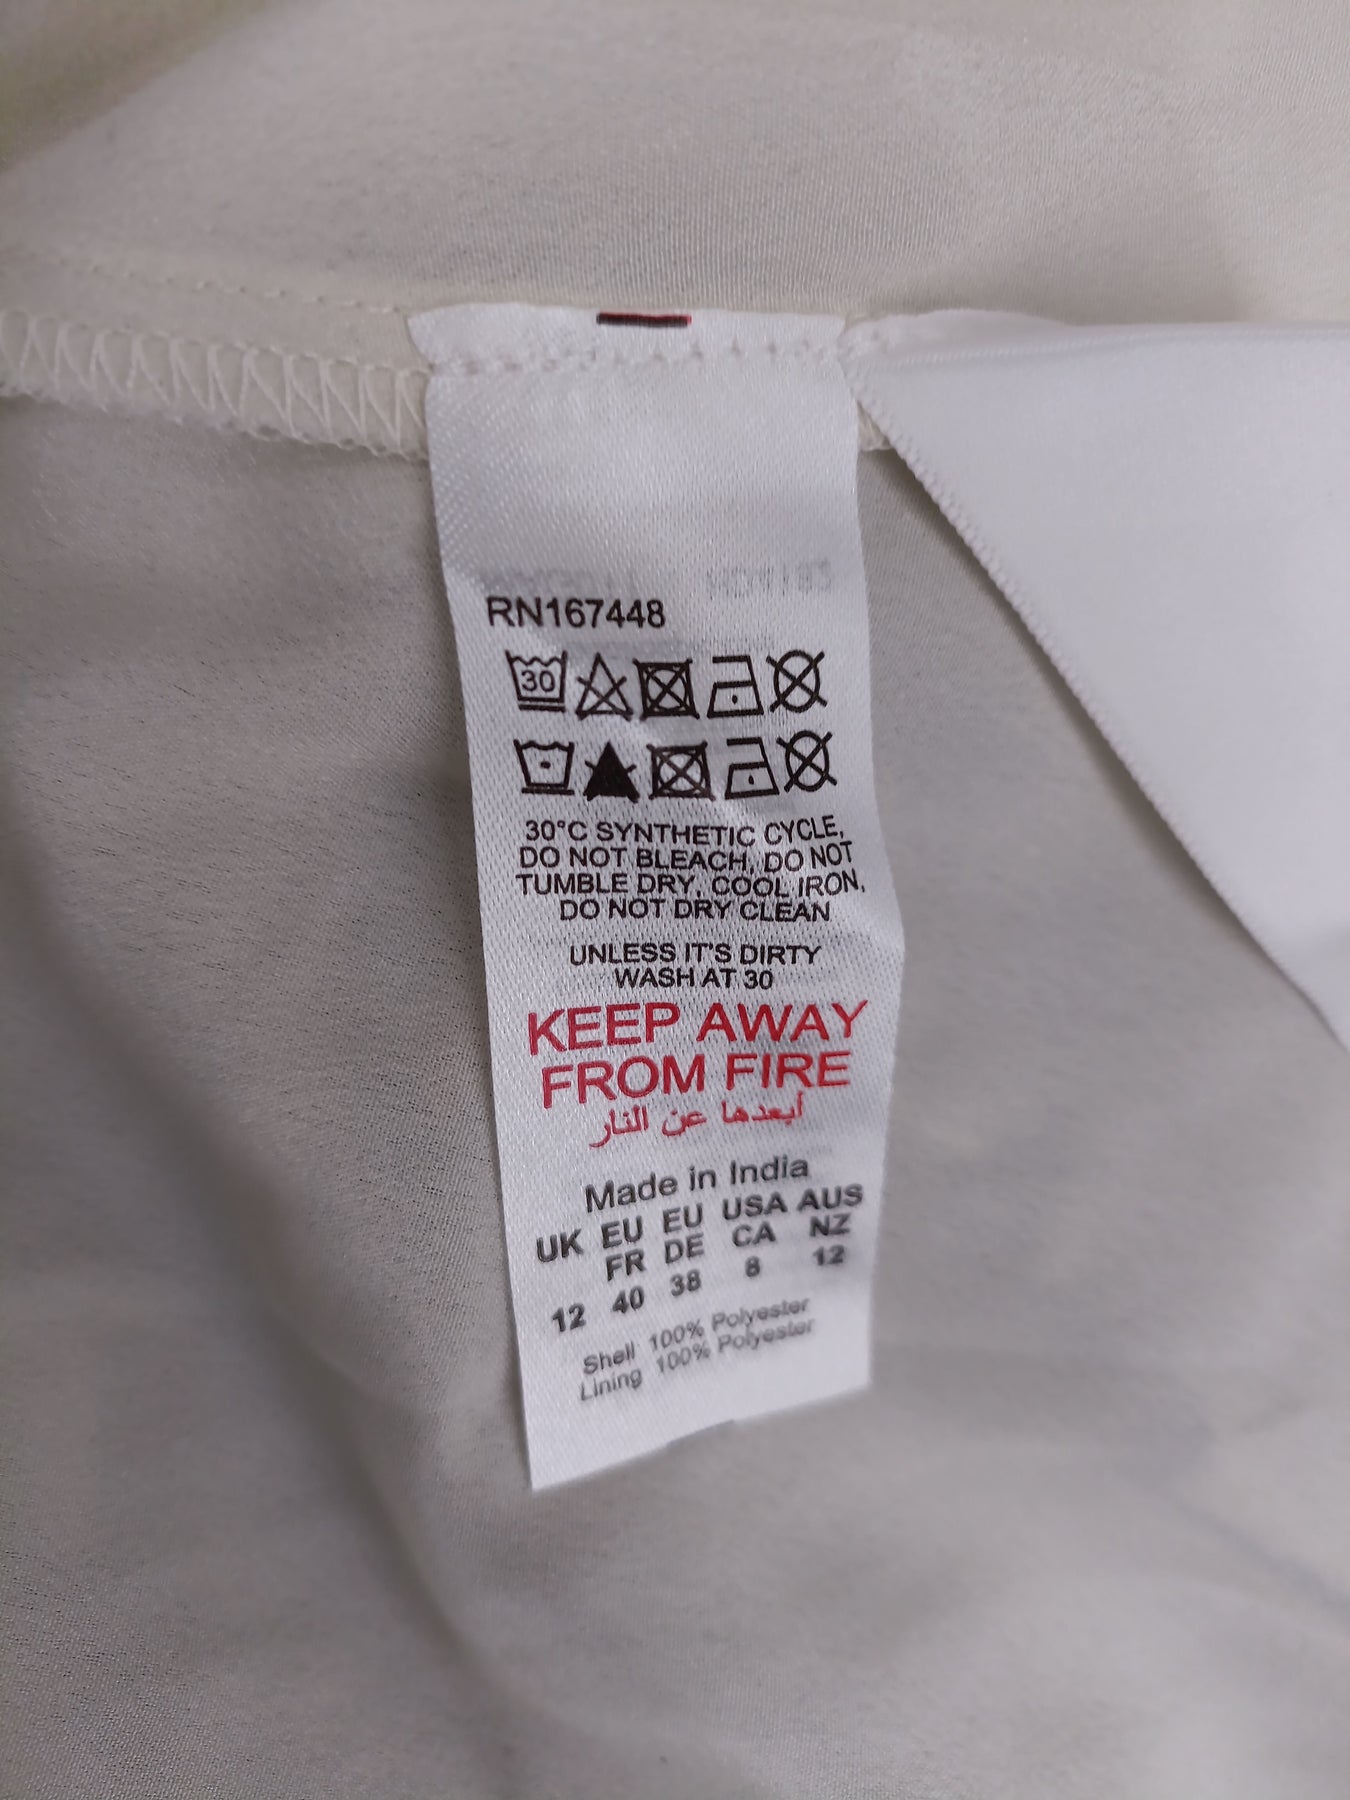 RN167448
30
30°C SYNTHETIC CYCLE,
DO NOT BLEACH, DO NOT
TUMBLE DRY, COOL IRON,
DO NOT DRY CLEAN
UNLESS IT'S DIRTY
WASH AT 30
KEEP AWAY
FROM FIRE
أبعدها عن النار
Made in India
UK EU EU USA AUS
FR DE CA NZ
12 40 38 8 12
Shell 100% Polyester
Lining 100% Polyester